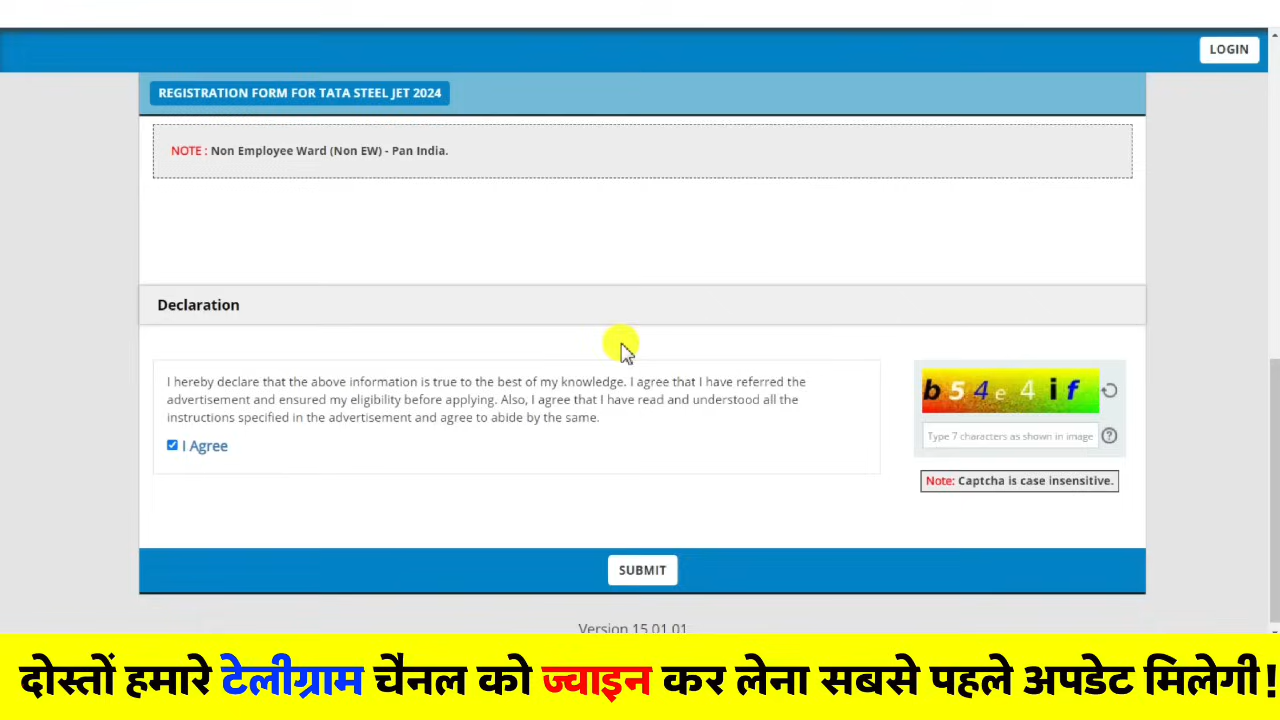 LOGIN
REGISTRATION FORM FOR TATA STEEL JET 2024
NOTE : Non Employee Ward (Non EW) - Pan India.
Declaration
I hereby declare that the above information is true to the best of my knowledge. I agree that I have referred the
advertisement and ensured my eligibility before applying. Also, I agree that I have read and understood all the
instructions specified in the advertisement and agree to abide by the same.
I Agree
b54e4if
Type 7 characters as shown in image
Note: Captcha is case insensitive.
SUBMIT
Version 15.01.01
दोस्तों हमारे टेलीग्राम चैनल को ज्वाइन कर लेना सबसे पहले अपडेट मिलेगी!